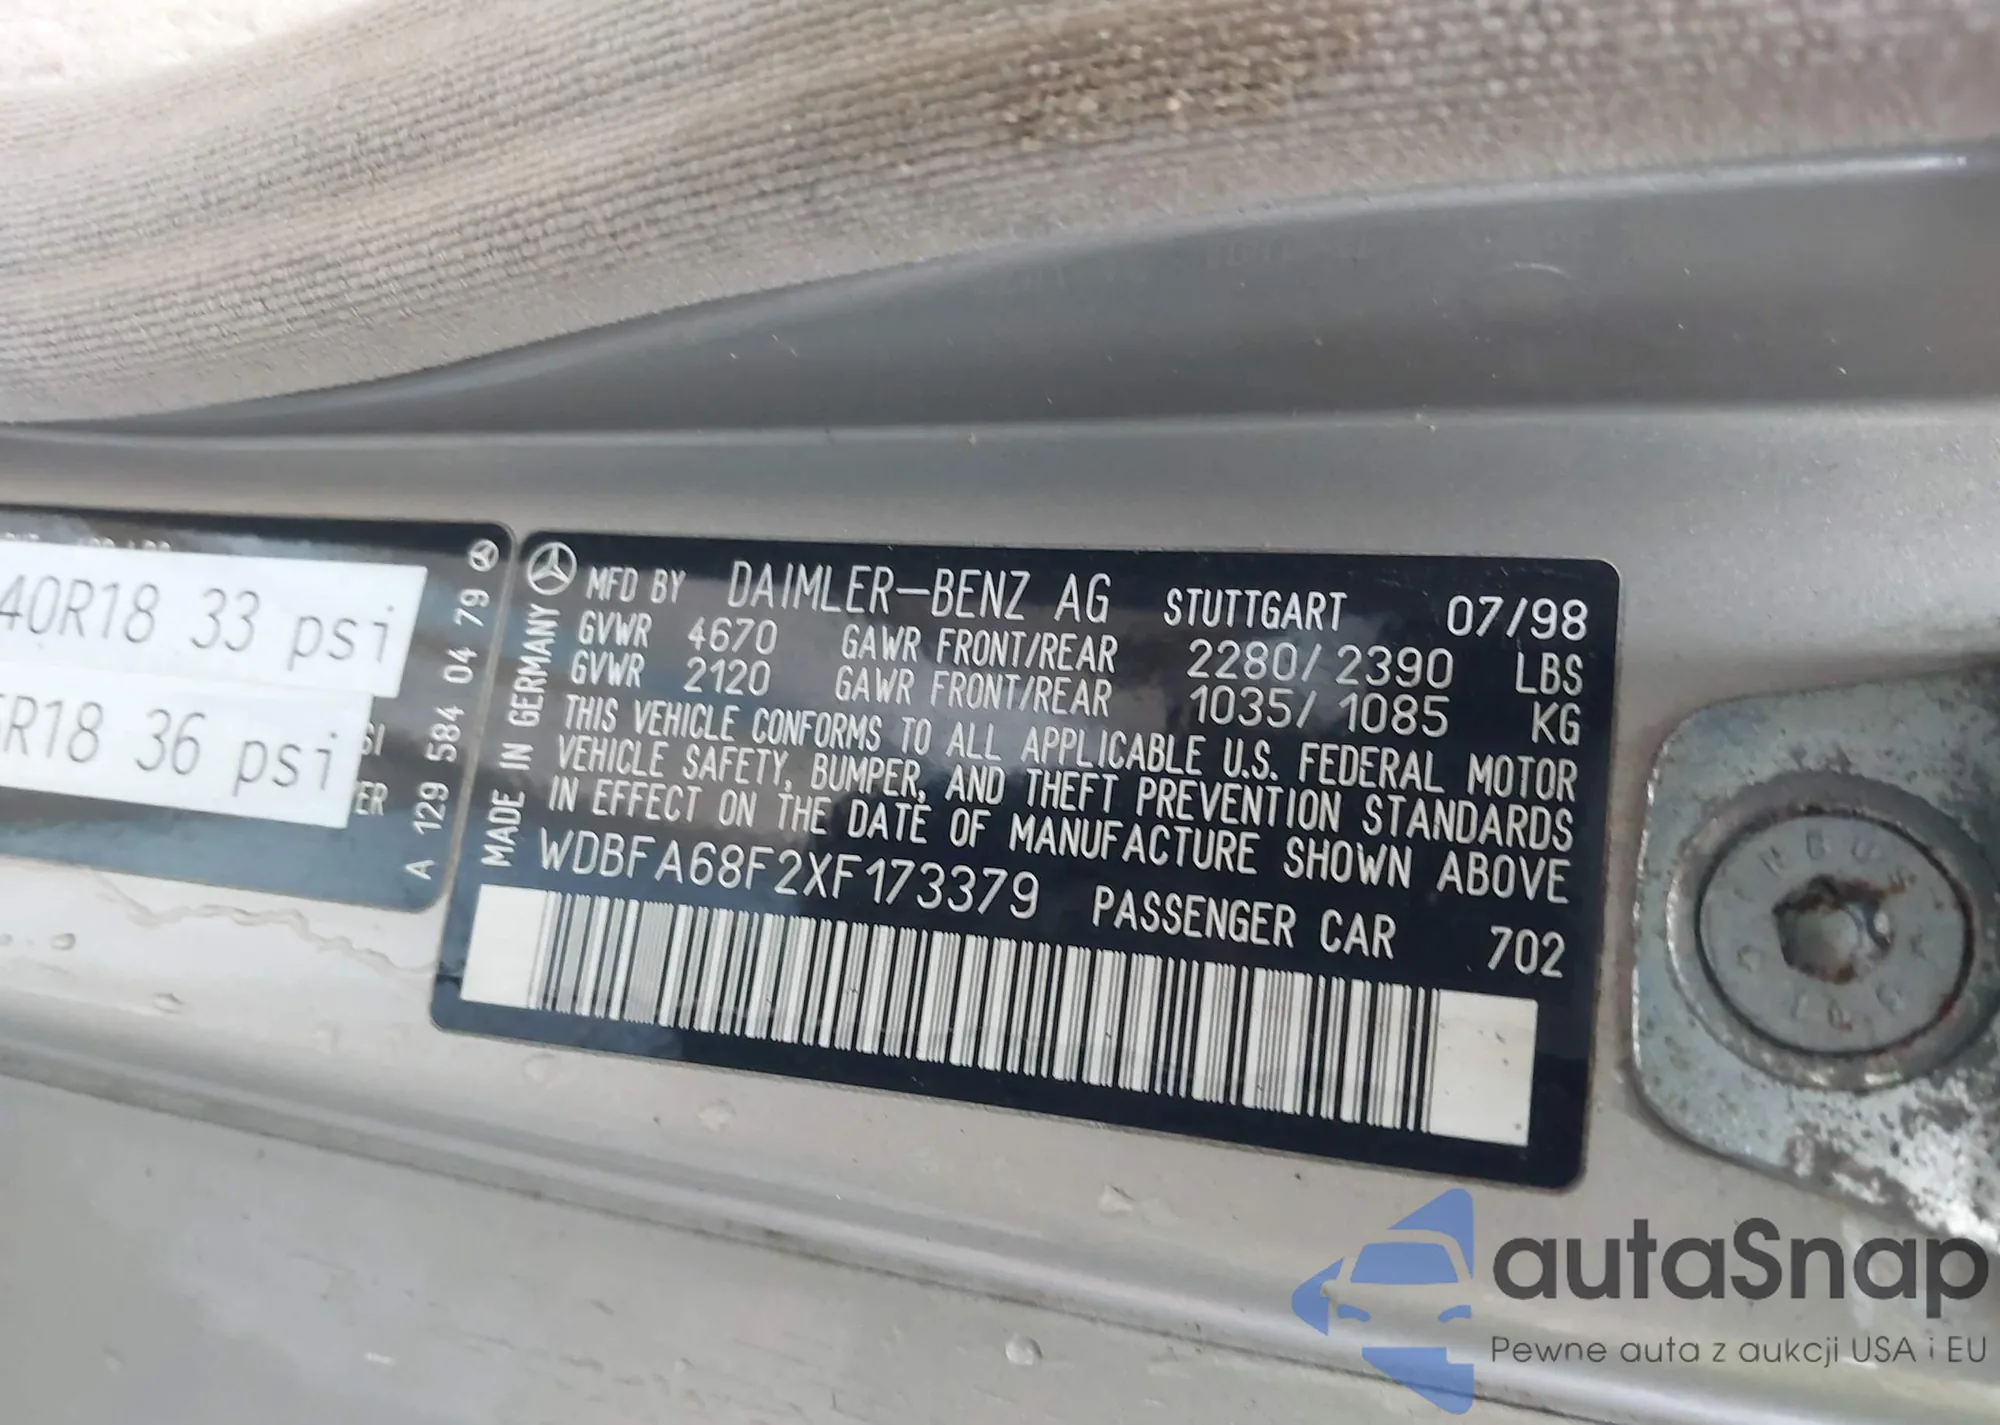 40R18 33 psi
R18 36 psi
SI
ER
A 129 584 04 79
MADE IN GERMANY
MFD BY DAIMLER-BENZ AG STUTTGART 07/98
GVWR 4670 GAWR FRONT/REAR 2280/2390 LBS
GVWR 2120 GAWR FRONT/REAR 1035/1085 KG
THIS VEHICLE CONFORMS TO ALL APPLICABLE U.S. FEDERAL MOTOR
VEHICLE SAFETY, BUMPER, AND THEFT PREVENTION STANDARDS
IN EFFECT ON THE DATE OF MANUFACTURE SHOWN ABOVE
WDBFA68F2XF173379 PASSENGER CAR 702
autaSnap
Pewne auta z aukcji USA i EU